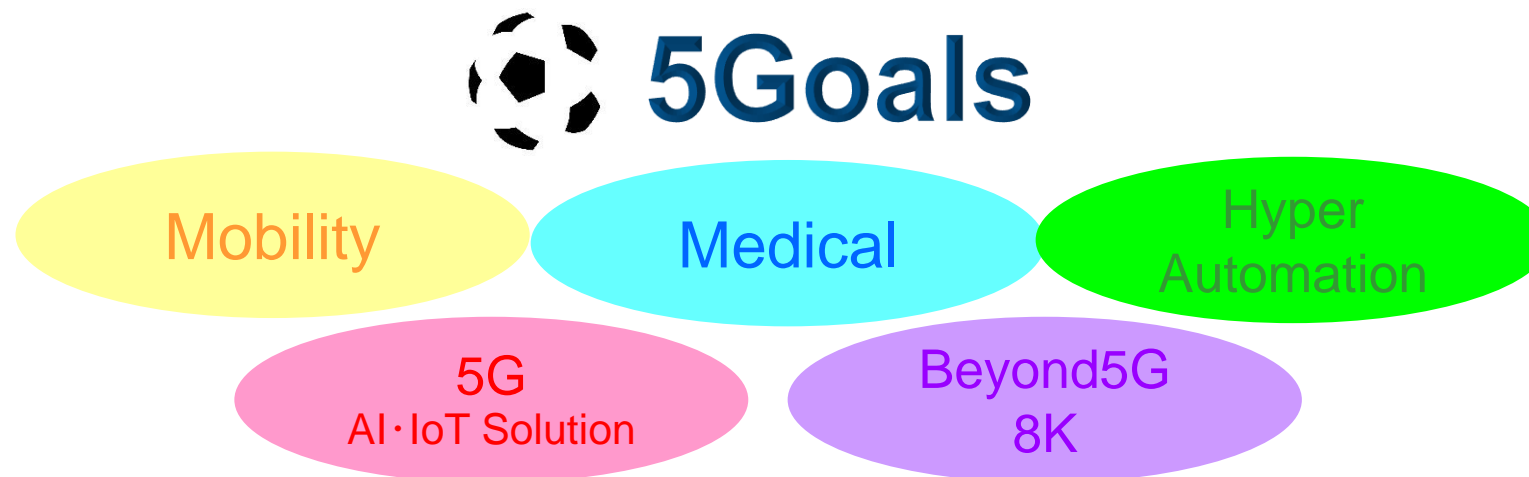 5Goals
Mobility
Medical
Hyper
Automation
5G
AI・IoT Solution
Beyond5G
8K